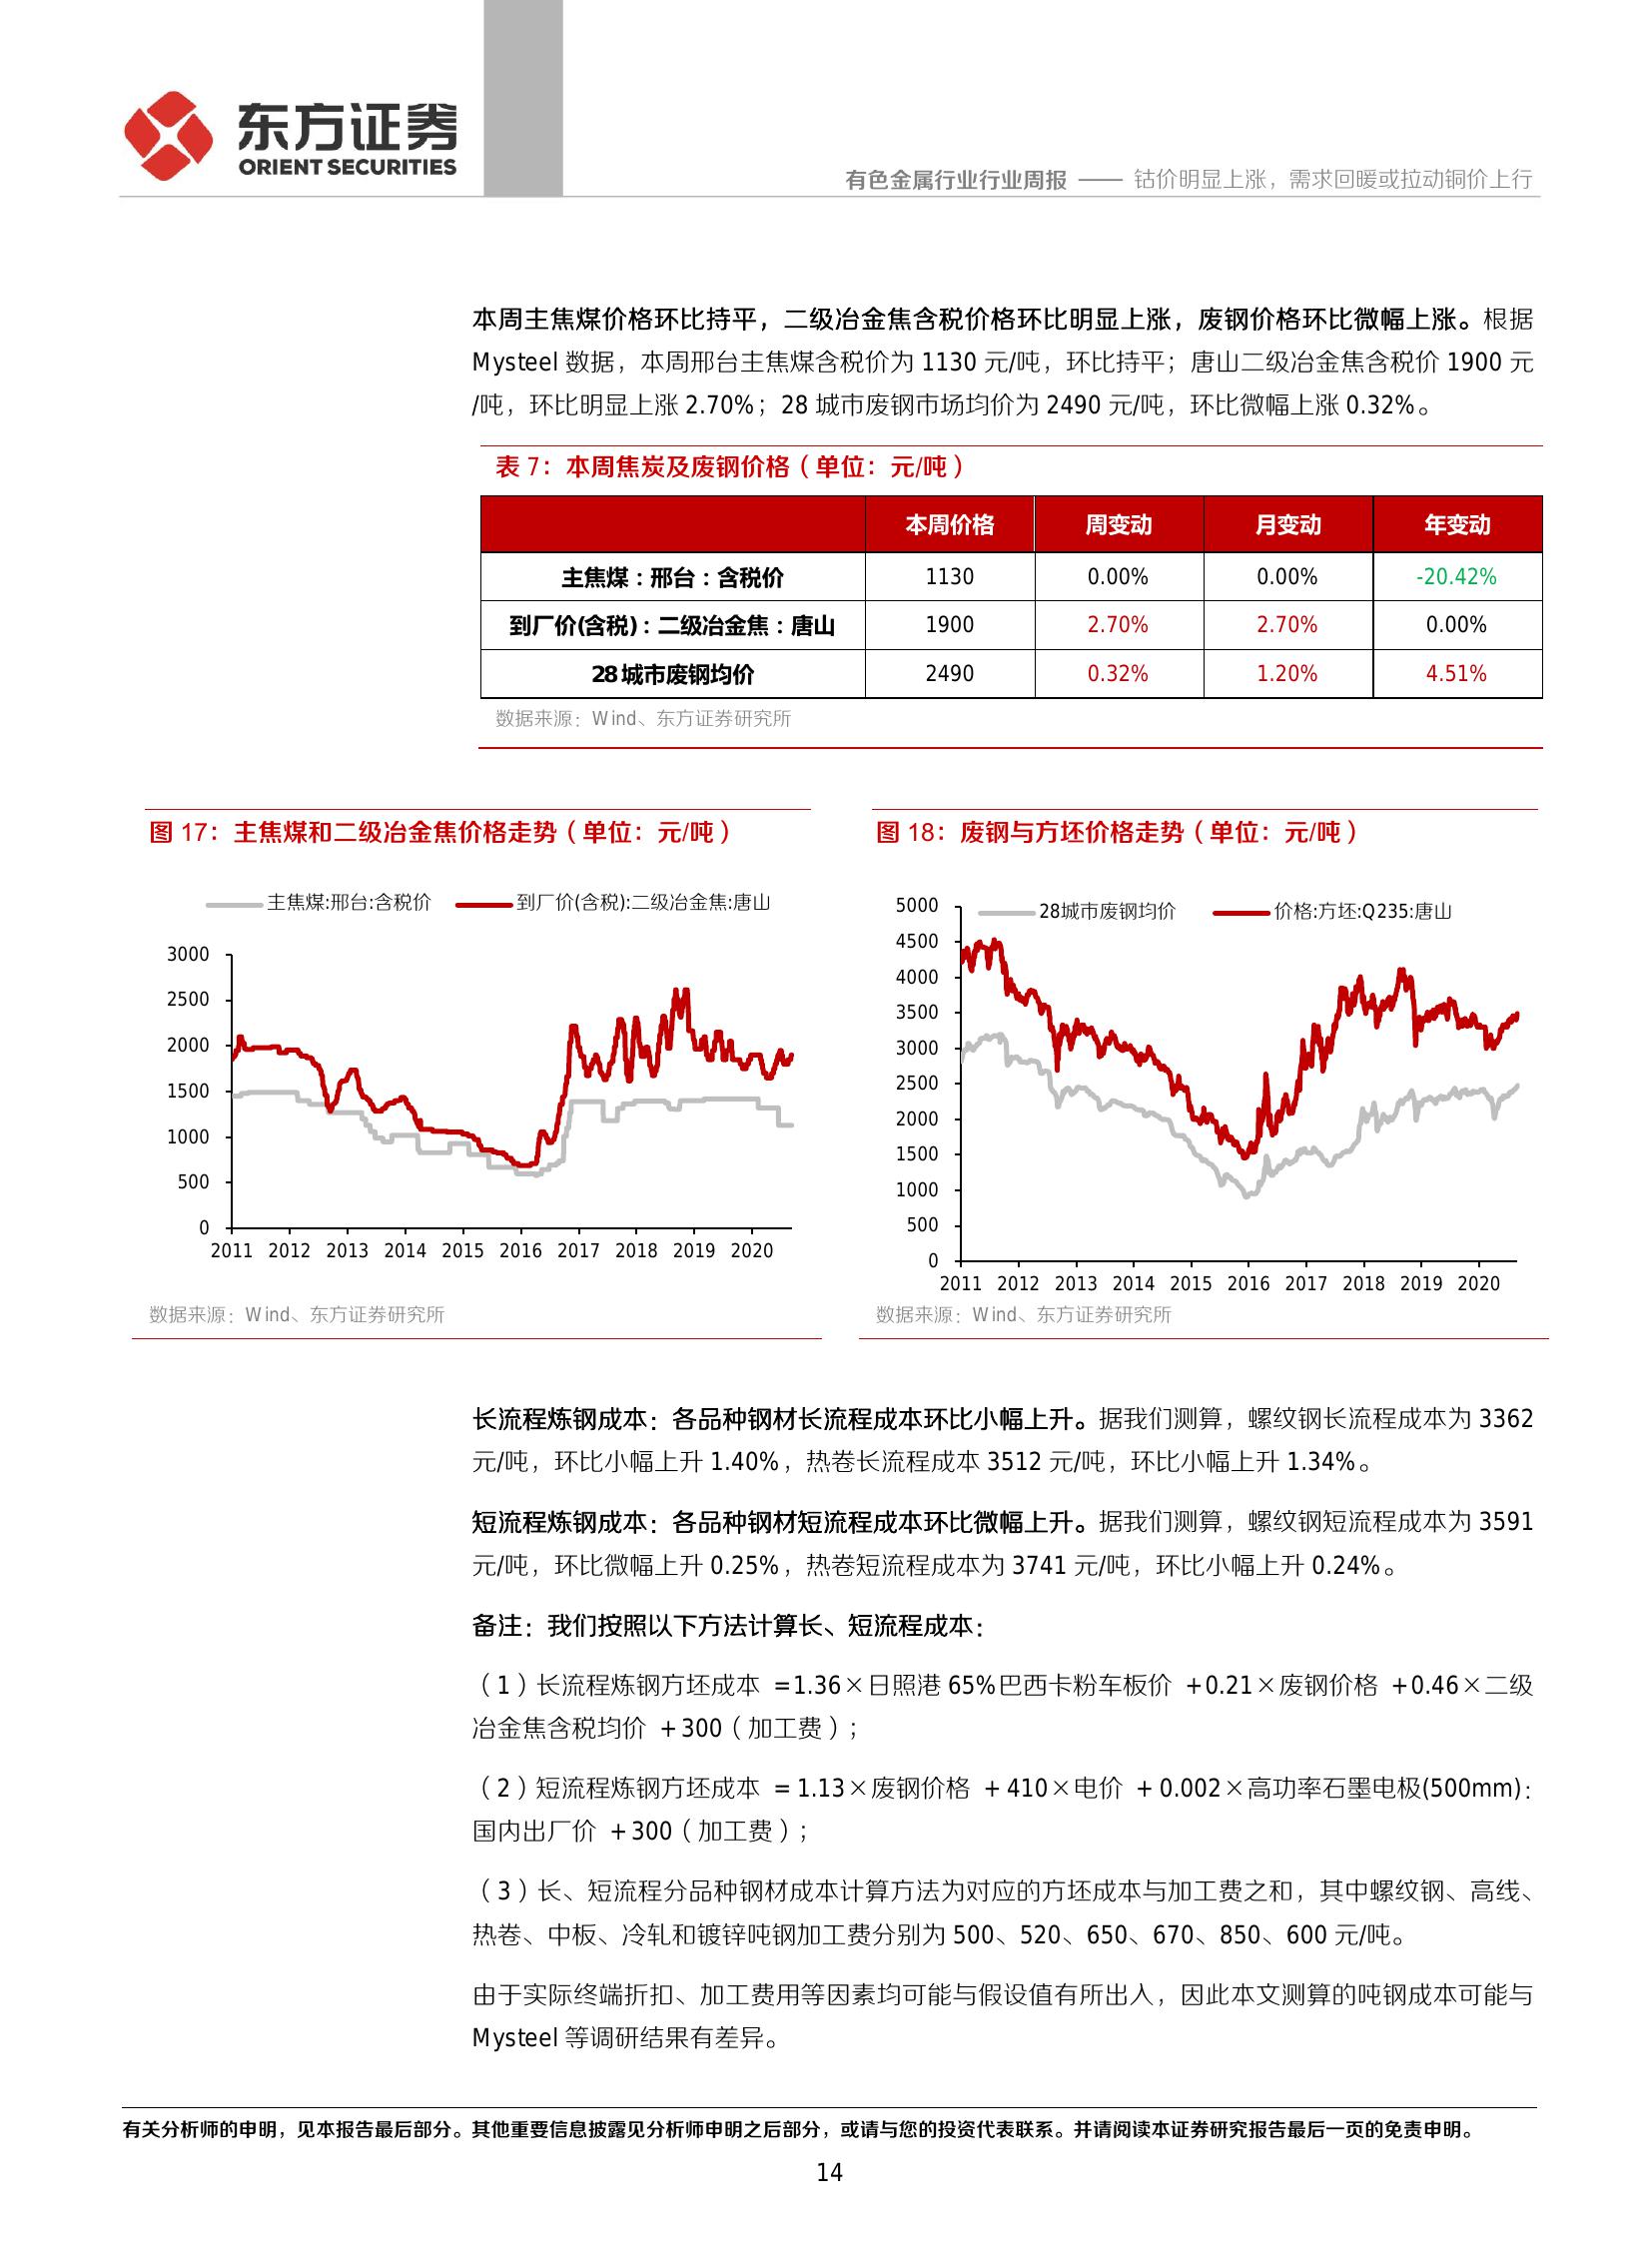 东方证券
ORIENT SECURITIES
有色金属行业行业周报 —— 钴价明显上涨，需求回暖或拉动铜价上行
本周主焦煤价格环比持平，二级冶金焦含税价格环比明显上涨，废钢价格环比微幅上涨。根据
Mysteel 数据，本周邢台主焦煤含税价为 1130 元/吨，环比持平；唐山二级冶金焦含税价 1900 元
/吨，环比明显上涨 2.70%；28 城市废钢市场均价为 2490 元/吨，环比微幅上涨 0.32%。
表 7：本周焦炭及废钢价格（单位：元/吨）
本周价格 周变动 月变动 年变动
主焦煤：邢台：含税价 1130 0.00% 0.00% -20.42%
到厂价(含税)：二级冶金焦：唐山 1900 2.70% 2.70% 0.00%
28 城市废钢均价 2490 0.32% 1.20% 4.51%
数据来源：Wind、东方证券研究所
图 17：主焦煤和二级冶金焦价格走势（单位：元/吨）
主焦煤:邢台:含税价 到厂价(含税):二级冶金焦:唐山
3000
2500
2000
1500
1000
500
0
2011 2012 2013 2014 2015 2016 2017 2018 2019 2020
数据来源：Wind、东方证券研究所
图 18：废钢与方坯价格走势（单位：元/吨）
28城市废钢均价 价格:方坯:Q235:唐山
5000
4500
4000
3500
3000
2500
2000
1500
1000
500
0
2011 2012 2013 2014 2015 2016 2017 2018 2019 2020
数据来源：Wind、东方证券研究所
长流程炼钢成本：各品种钢材长流程成本环比小幅上升。据我们测算，螺纹钢长流程成本为 3362
元/吨，环比小幅上升 1.40%，热卷长流程成本 3512 元/吨，环比小幅上升 1.34%。
短流程炼钢成本：各品种钢材短流程成本环比微幅上升。据我们测算，螺纹钢短流程成本为 3591
元/吨，环比微幅上升 0.25%，热卷短流程成本为 3741 元/吨，环比小幅上升 0.24%。
备注：我们按照以下方法计算长、短流程成本：
（1）长流程炼钢方坯成本 =1.36×日照港 65%巴西卡粉车板价 +0.21×废钢价格 +0.46×二级
冶金焦含税均价 +300（加工费）；
（2）短流程炼钢方坯成本 =1.13×废钢价格 +410×电价 +0.002×高功率石墨电极(500mm)：
国内出厂价 +300（加工费）；
（3）长、短流程分品种钢材成本计算方法为对应的方坯成本与加工费之和，其中螺纹钢、高线、
热卷、中板、冷轧和镀锌吨钢加工费分别为 500、520、650、670、850、600 元/吨。
由于实际终端折扣、加工费用等因素均可能与假设值有所出入，因此本文测算的吨钢成本可能与
Mysteel 等调研结果有差异。
有关分析师的申明，见本报告最后部分。其他重要信息披露见分析师申明之后部分，或请与您的投资代表联系。并请阅读本证券研究报告最后一页的免责申明。
14